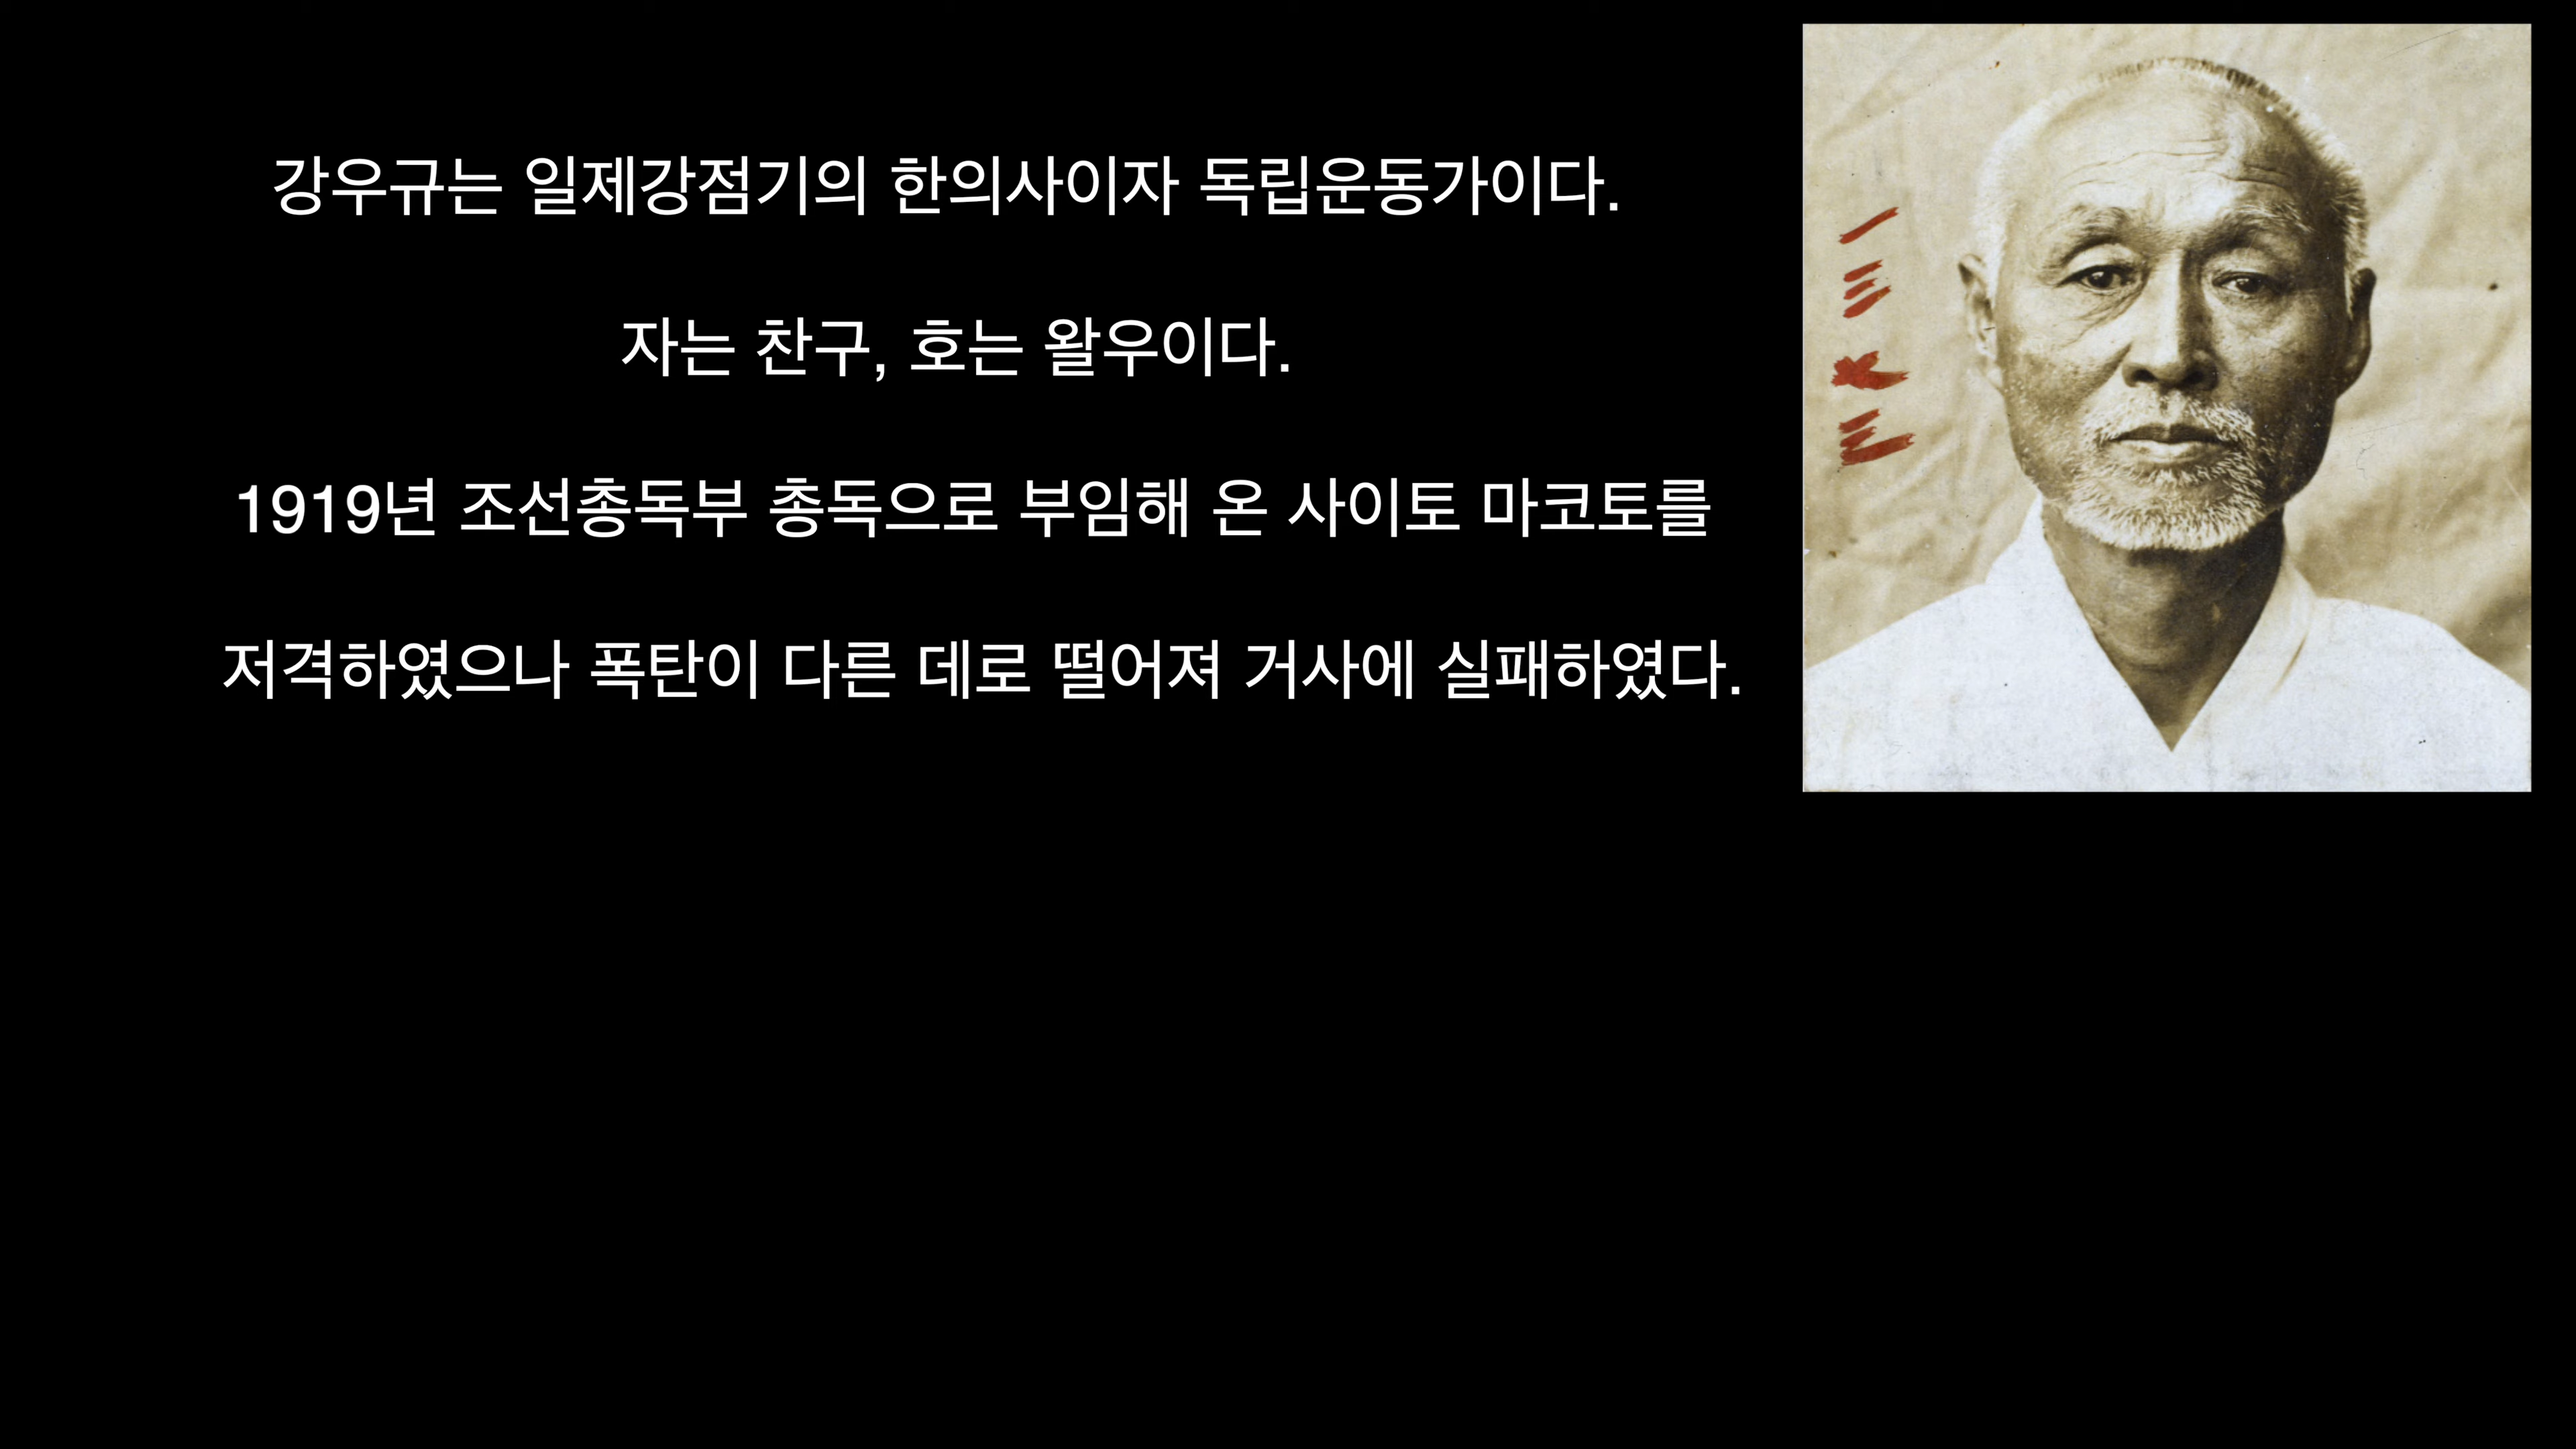 강우규는 일제강점기의 한의사이자 독립운동가이다.
자는 찬구, 호는 왈우이다.
1919년 조선총독부 총독으로 부임해 온 사이토 마코토를
저격하였으나 폭탄이 다른 데로 떨어져 거사에 실패하였다.